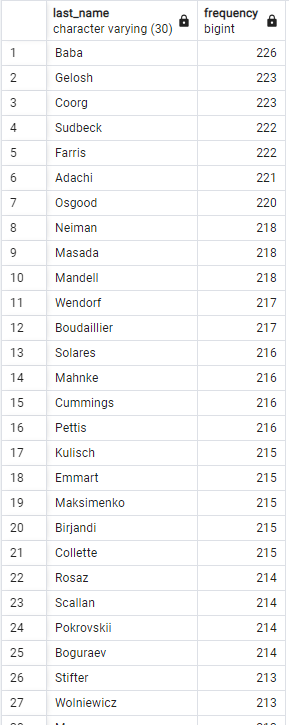 last_name frequency
character varying (30) bigint
1 Baba 226
2 Gelosh 223
3 Coorg 223
4 Sudbeck 222
5 Farris 222
6 Adachi 221
7 Osgood 220
8 Neiman 218
9 Masada 218
10 Mandell 218
11 Wendorf 217
12 Boudaillier 217
13 Solares 216
14 Mahnke 216
15 Cummings 216
16 Pettis 216
17 Kulisch 215
18 Emmart 215
19 Maksimenko 215
20 Birjandi 215
21 Collette 215
22 Rosaz 214
23 Scallan 214
24 Pokrovskii 214
25 Boguraev 214
26 Stifter 213
27 Wolniewicz 213